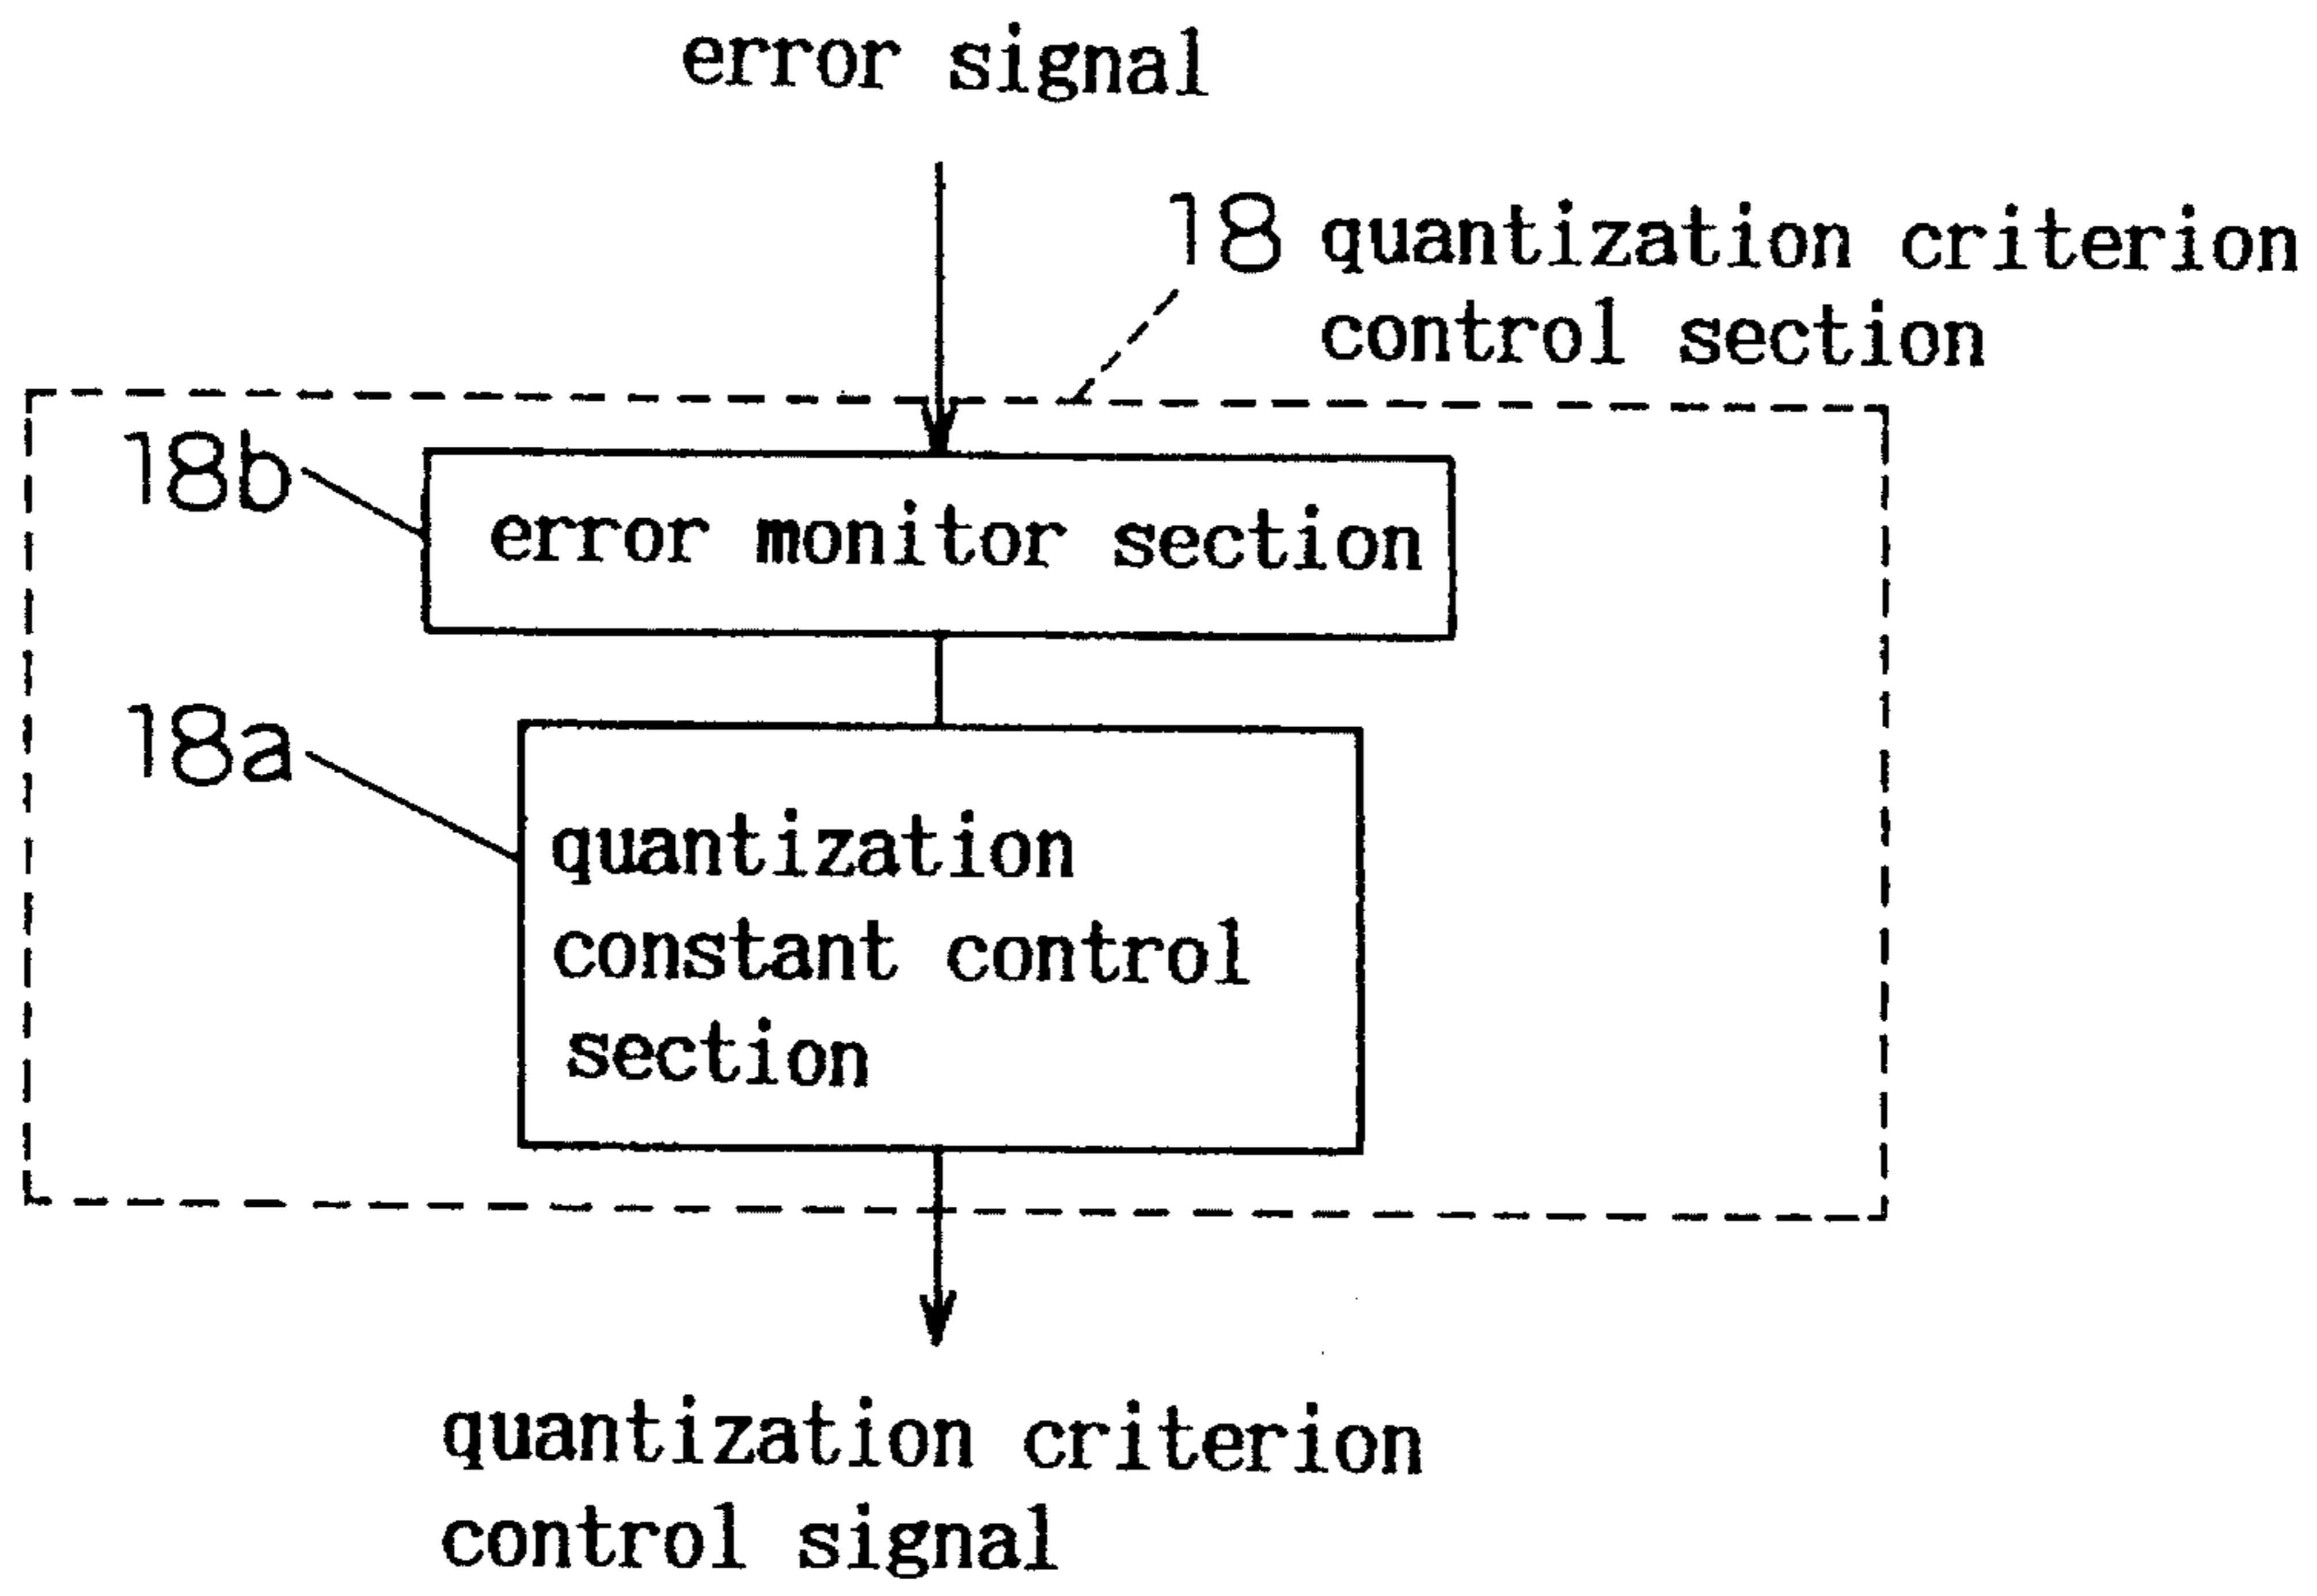 error signal
18 quantization criterion
control section
18b
error monitor section
18a
quantization
constant control
section
quantization criterion
control signal